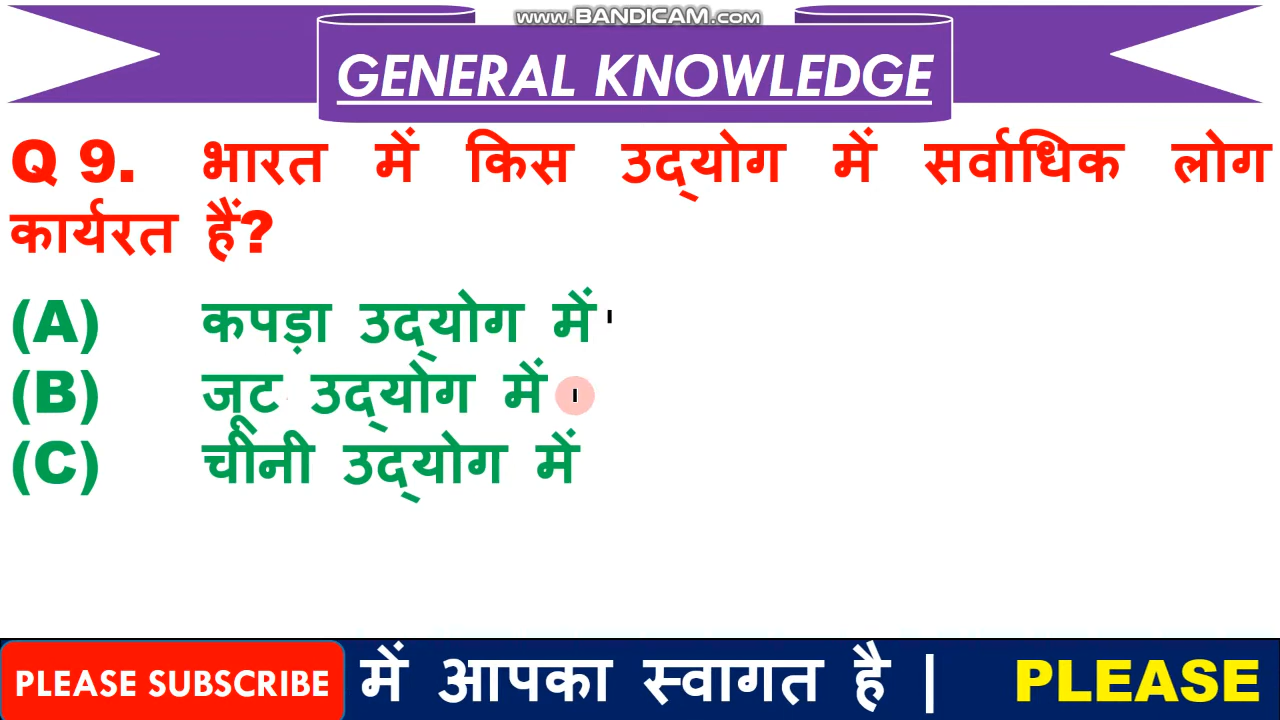 www.BANDICAM.com
GENERAL KNOWLEDGE
Q 9. भारत में किस उद्योग में सर्वाधिक लोग
कार्यरत हैं?
(A) कपड़ा उद्योग में
(B) जूट उद्योग में
(C) चीनी उद्योग में
PLEASE SUBSCRIBE में आपका स्वागत है | PLEASE